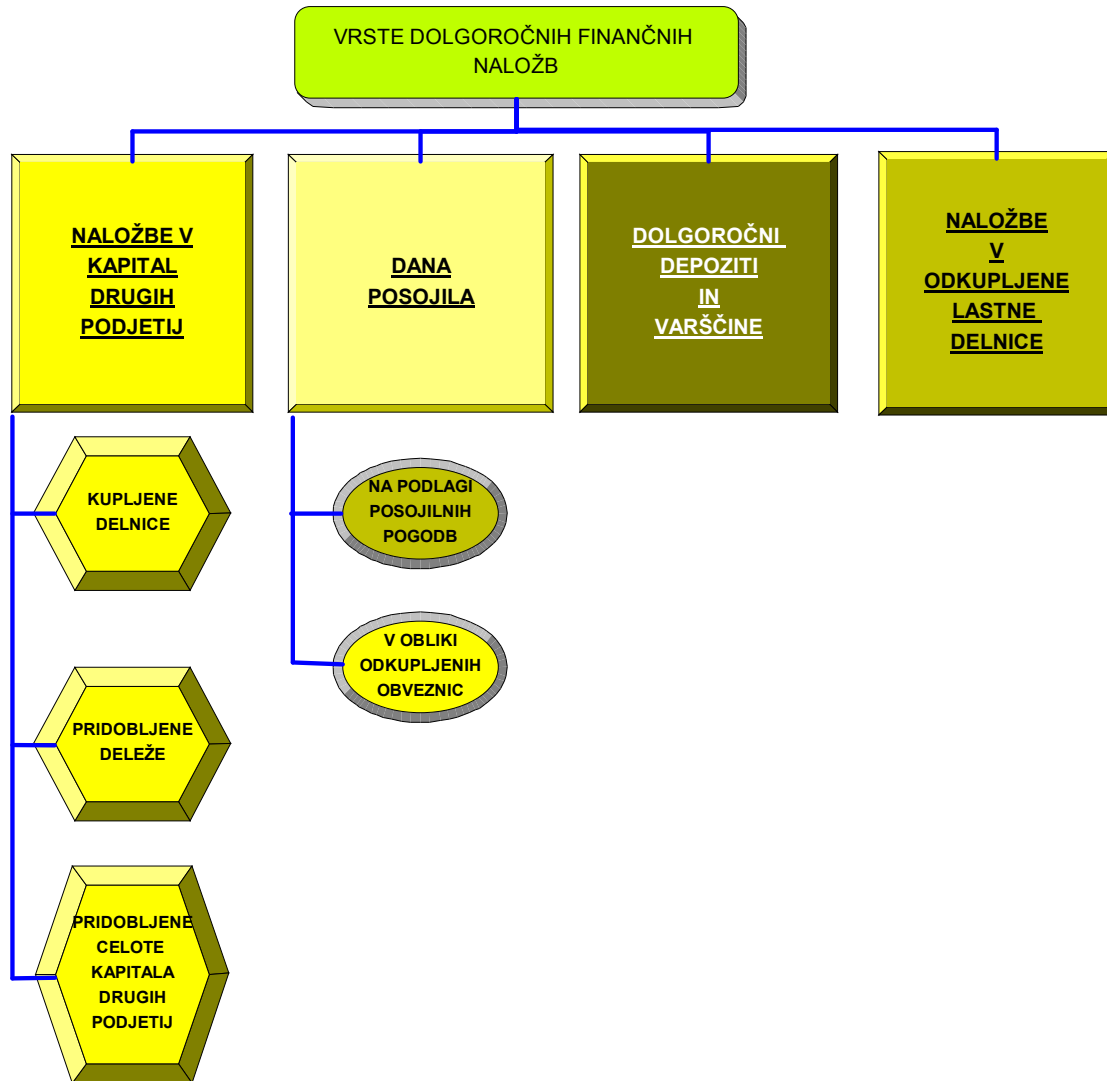 VRSTE DOLGOROČNIH FINANČNIH
NALOŽB
NALOŽBE V
KAPITAL
DRUGIH
PODJETIJ
DANA
POSOJILA
DOLGOROČNI
DEPOZITI
IN
VARŠČINE
NALOŽBE
V
ODKUPLJENE
LASTNE
DELNICE
KUPLJENE
DELNICE
PRIDOBLJENE
DELEŽE
PRIDOBLJENE
CELOTE
KAPITALA
DRUGIH
PODJETIJ
NA PODLAGI
POSOJILNIH
POGODB
V OBLIKI
ODKUPLJENIH
OBVEZNIC